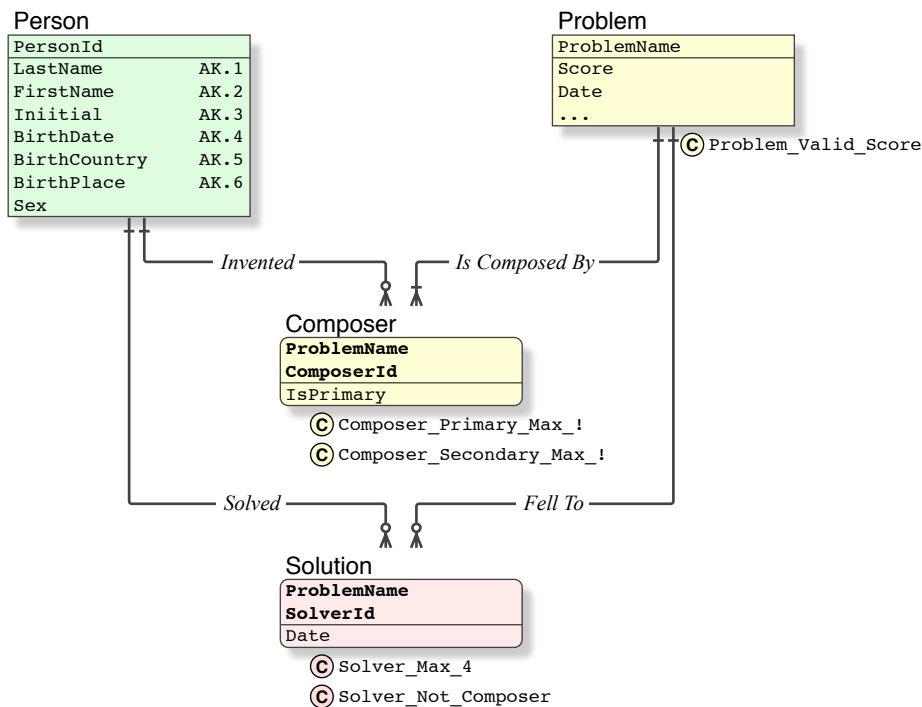 Person
PersonId
LastName AK.1
FirstName AK.2
Iniitial AK.3
BirthDate AK.4
BirthCountry AK.5
BirthPlace AK.6
Sex
Problem
ProblemName
Score
Date
...
C Problem_Valid_Score
Invented
Is Composed By
Composer
ProblemName
ComposerId
IsPrimary
C Composer_Primary_Max_!
C Composer_Secondary_Max_!
Solved
Fell To
Solution
ProblemName
SolverId
Date
C Solver_Max_4
C Solver_Not_Composer